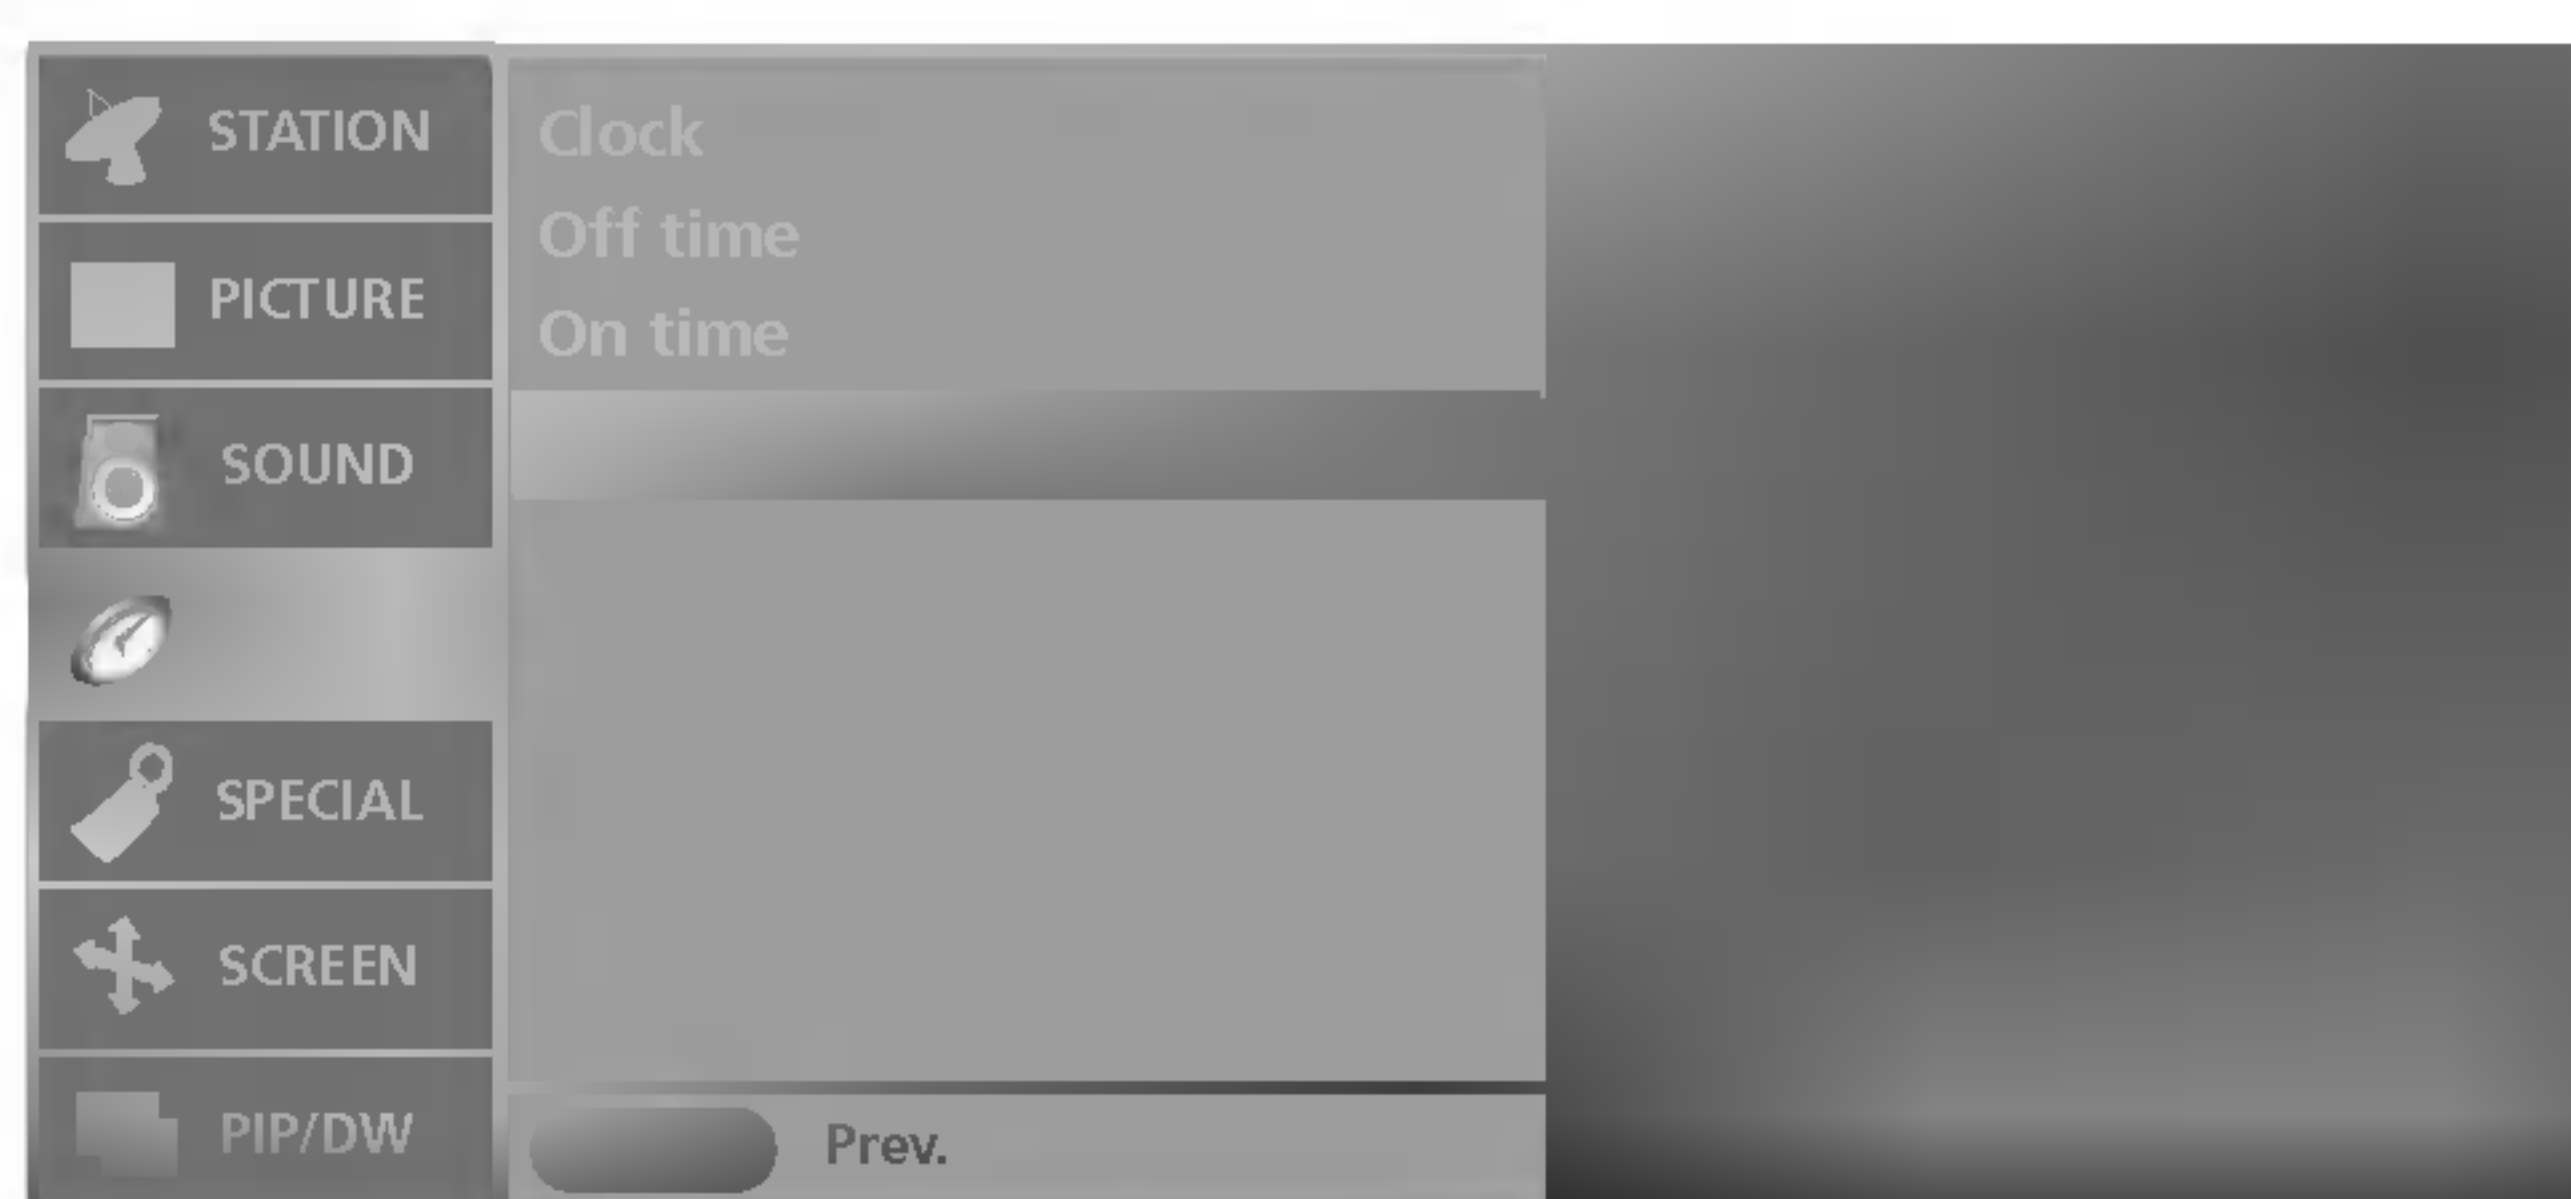 STATION
PICTURE
SOUND
SPECIAL
SCREEN
PIP/DW
Clock
Off time
On time
Prev.